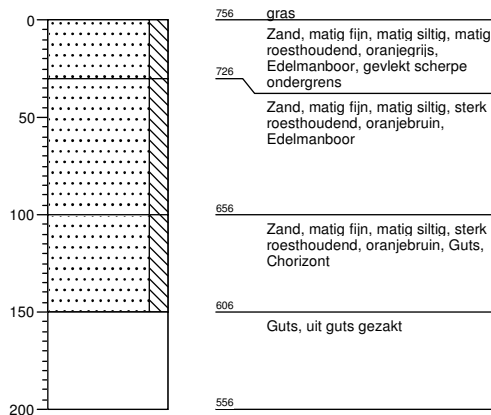 0
50
100
150
200
756
gras
Zand, matig fijn, matig siltig, matig
roesthoudend, oranjegrijs,
Edelmanboor, gevlekt scherpe
ondergrens
726
Zand, matig fijn, matig siltig, sterk
roesthoudend, oranjebruin,
Edelmanboor
656
Zand, matig fijn, matig siltig, sterk
roesthoudend, oranjebruin, Guts,
Chorizont
606
Guts, uit guts gezakt
556